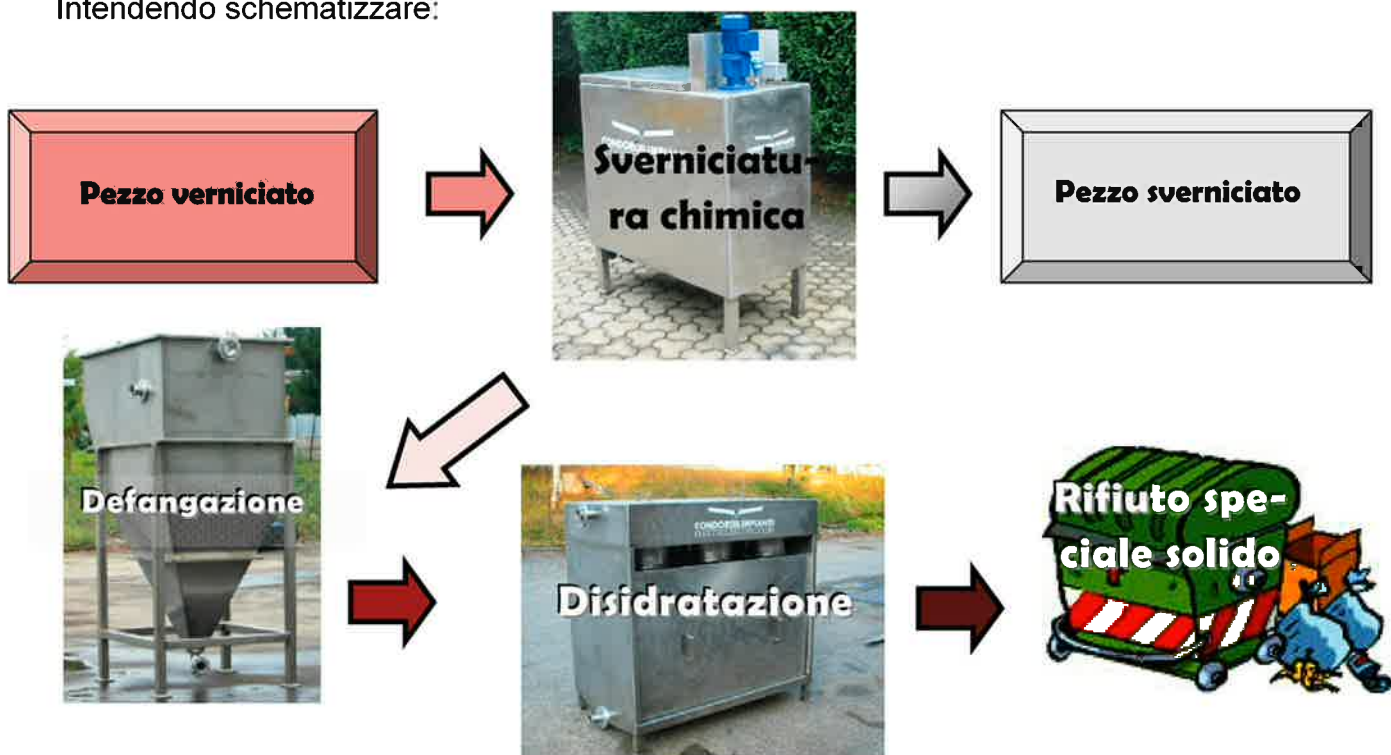 Intendendo schematizzare:
Pezzo verniciato
Sverniciatu-
ra chimica
Pezzo sverniciato
Defangazione
Disidratazione
Rifiuto spe-
ciale solido